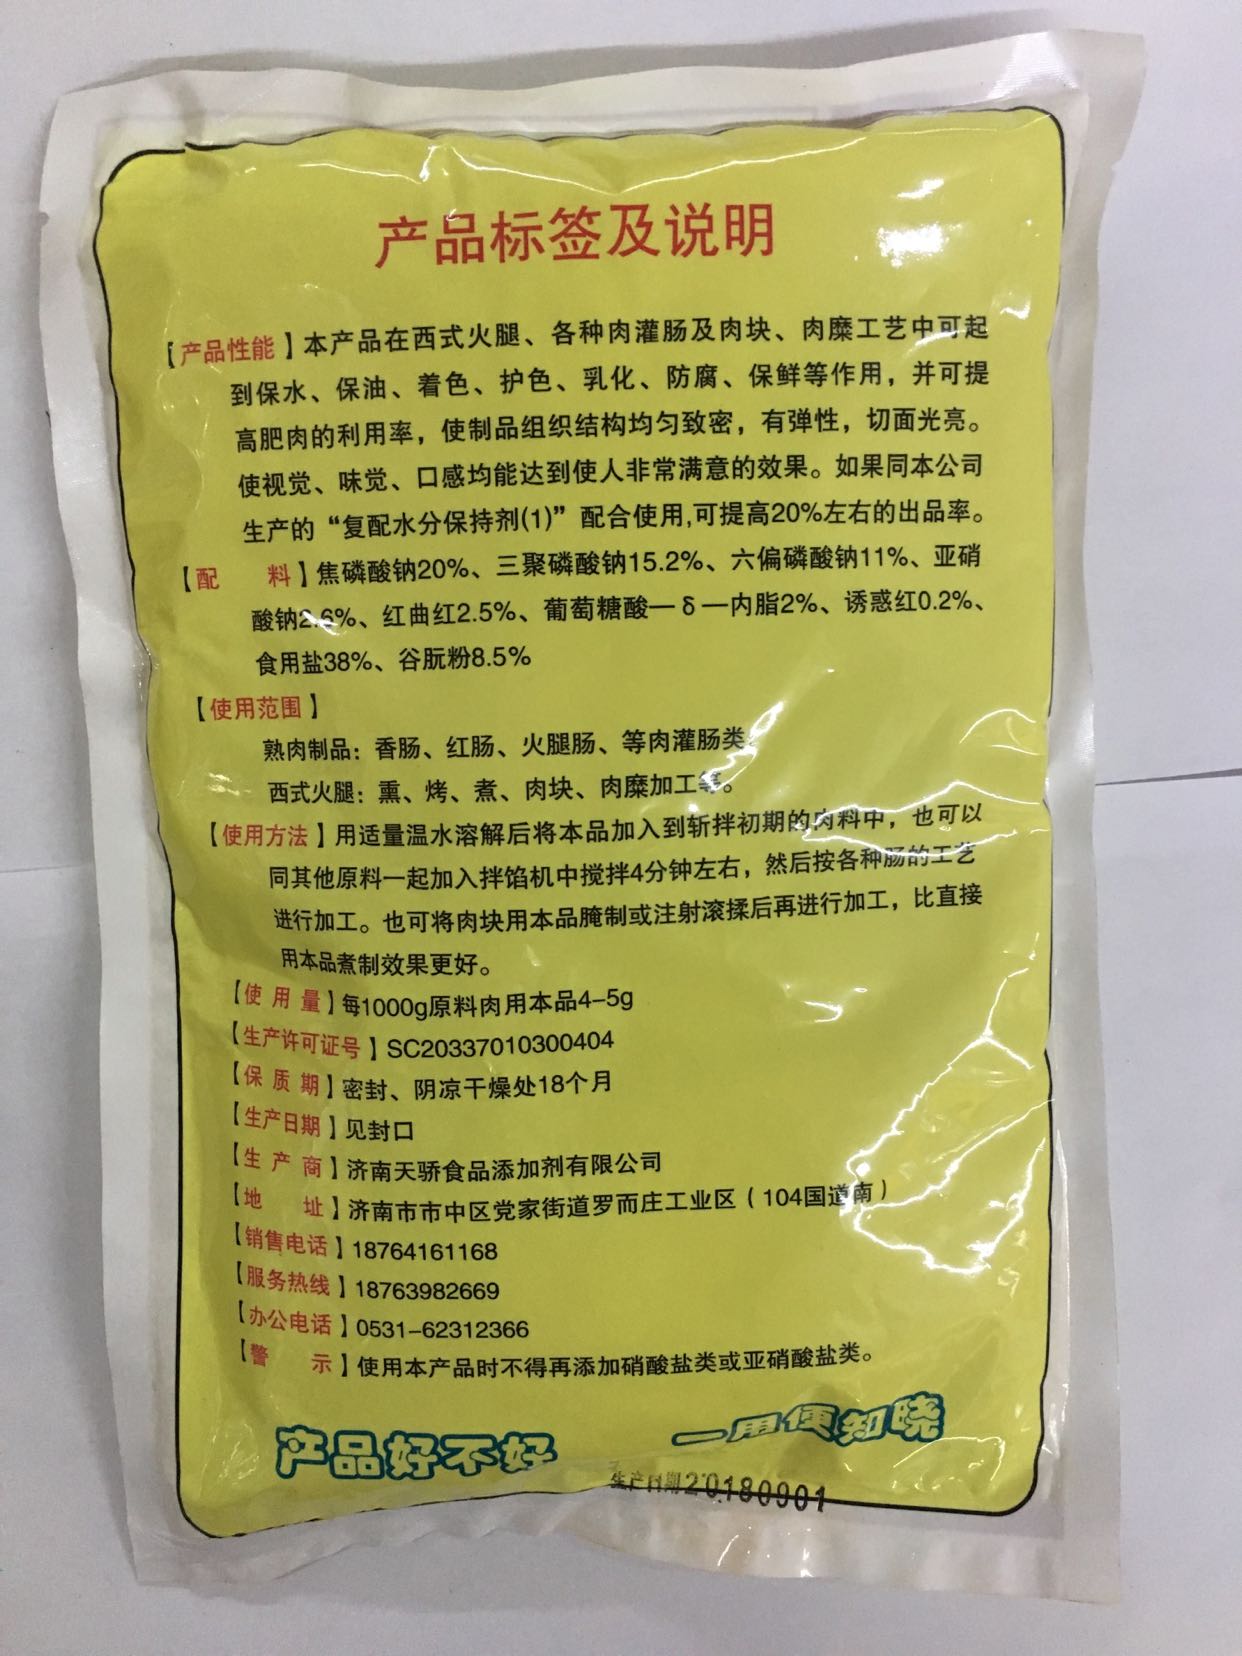 产品标签及说明
【产品性能】本产品在西式火腿、各种肉灌肠及肉块、肉糜工艺中可起
到保水、保油、着色、护色、乳化、防腐、保鲜等作用，并可提
高肥肉的利用率，使制品组织结构均匀致密，有弹性，切面光亮。
使视觉、味觉、口感均能达到使人非常满意的效果。如果同本公司
生产的“复配水分保持剂(1)”配合使用,可提高20%左右的出品率。
【配 料】焦磷酸钠20%、三聚磷酸钠15.2%、六偏磷酸钠11%、亚硝
酸钠2.6%、红曲红2.5%、葡萄糖酸—δ—内脂2%、诱惑红0.2%、
食用盐38%、谷朊粉8.5%
【使用范围】
熟肉制品：香肠、红肠、火腿肠、等肉灌肠类。
西式火腿：熏、烤、煮、肉块、肉糜加工等。
【使用方法】用适量温水溶解后将本品加入到斩拌初期的肉料中，也可以
同其他原料一起加入拌馅机中搅拌4分钟左右，然后按各种肠的工艺
进行加工。也可将肉块用本品腌制或注射滚揉后再进行加工，比直接
用本品煮制效果更好。
【使 用 量】每1000g原料肉用本品4-5g
【生产许可证号】SC20337010300404
【保 质 期】密封、阴凉干燥处18个月
【生产日期】见封口
【生 产 商】济南天骄食品添加剂有限公司
【地 址】济南市市中区党家街道罗而庄工业区（104国道南）
【销售电话】18764161168
【服务热线】18763982669
【办公电话】0531-62312366
【警 示】使用本产品时不得再添加硝酸盐类或亚硝酸盐类。
产品好不好 一用便知晓
生产日期20180901